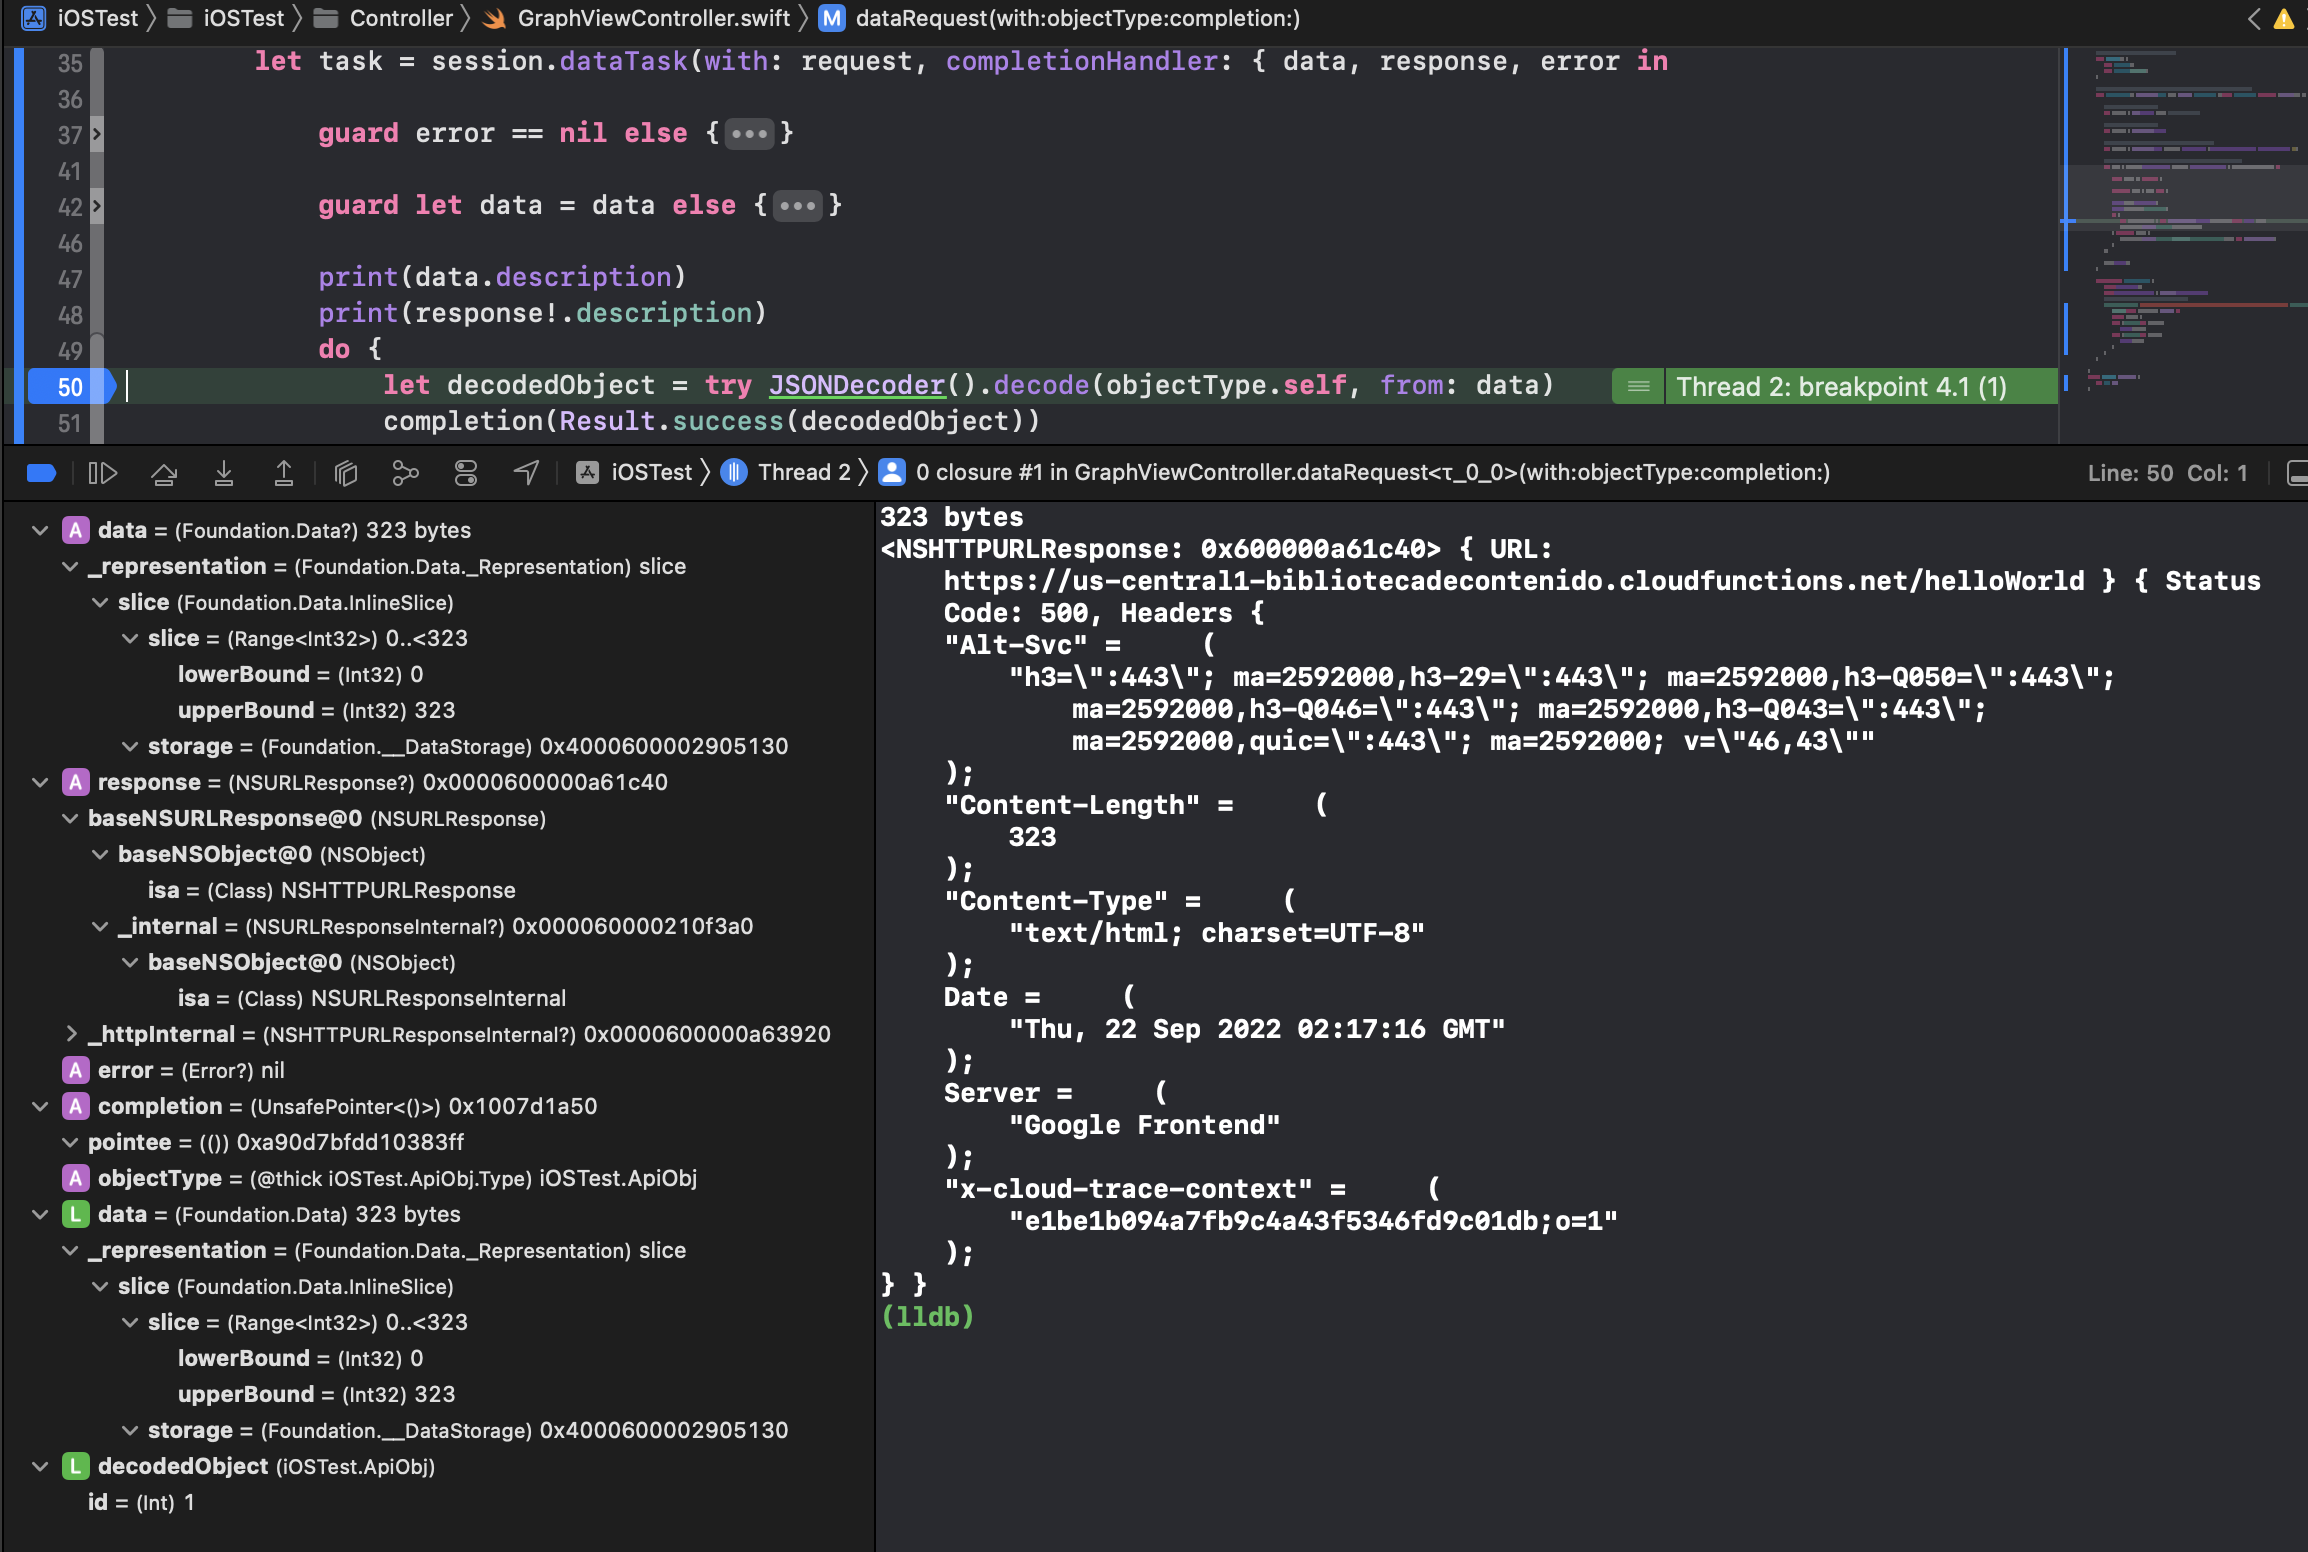 iOSTest 〉 iOSTest 〉 Controller 〉 GraphViewController.swift 〉 M dataRequest(with:objectType:completion:)
35 let task = session.dataTask(with: request, completionHandler: { data, response, error in
36
37 guard error == nil else {•••}
41
42 guard let data = data else {•••}
46
47 print(data.description)
48 print(response!.description)
49 do {
50 let decodedObject = try JSONDecoder().decode(objectType.self, from: data) Thread 2: breakpoint 4.1 (1)
51 completion(Result.success(decodedObject))
iOSTest 〉 Thread 2 〉 0 closure #1 in GraphViewController.dataRequest<τ_0_0>(with:objectType:completion:) Line: 50 Col: 1
A data = (Foundation.Data?) 323 bytes
_representation = (Foundation.Data._Representation) slice
slice (Foundation.Data.InlineSlice)
slice = (Range<Int32>) 0..<323
lowerBound = (Int32) 0
upperBound = (Int32) 323
storage = (Foundation.__DataStorage) 0x4000600002905130
A response = (NSURLResponse?) 0x0000600000a61c40
baseNSURLResponse@0 (NSURLResponse)
baseNSObject@0 (NSObject)
isa = (Class) NSHTTPURLResponse
_internal = (NSURLResponseInternal?) 0x000060000210f3a0
baseNSObject@0 (NSObject)
isa = (Class) NSURLResponseInternal
_httpInternal = (NSHTTPURLResponseInternal?) 0x0000600000a63920
A error = (Error?) nil
A completion = (UnsafePointer<()>) 0x1007d1a50
pointee = (()) 0xa90d7bfdd10383ff
A objectType = (@thick iOSTest.ApiObj.Type) iOSTest.ApiObj
L data = (Foundation.Data) 323 bytes
_representation = (Foundation.Data._Representation) slice
slice (Foundation.Data.InlineSlice)
slice = (Range<Int32>) 0..<323
lowerBound = (Int32) 0
upperBound = (Int32) 323
storage = (Foundation.__DataStorage) 0x4000600002905130
L decodedObject (iOSTest.ApiObj)
id = (Int) 1
323 bytes
<NSHTTPURLResponse: 0x600000a61c40> { URL:
https://us-central1-bibliotecadecontenido.cloudfunctions.net/helloWorld } { Status
Code: 500, Headers {
"Alt-Svc" =     (
"h3=\":443\"; ma=2592000,h3-29=\":443\"; ma=2592000,h3-Q050=\":443\";
ma=2592000,h3-Q046=\":443\"; ma=2592000,h3-Q043=\":443\";
ma=2592000,quic=\":443\"; ma=2592000; v=\"46,43\""
);
"Content-Length" =     (
323
);
"Content-Type" =     (
"text/html; charset=UTF-8"
);
Date =     (
"Thu, 22 Sep 2022 02:17:16 GMT"
);
Server =     (
"Google Frontend"
);
"x-cloud-trace-context" =     (
"e1be1b094a7fb9c4a43f5346fd9c01db;o=1"
);
} }
(lldb)